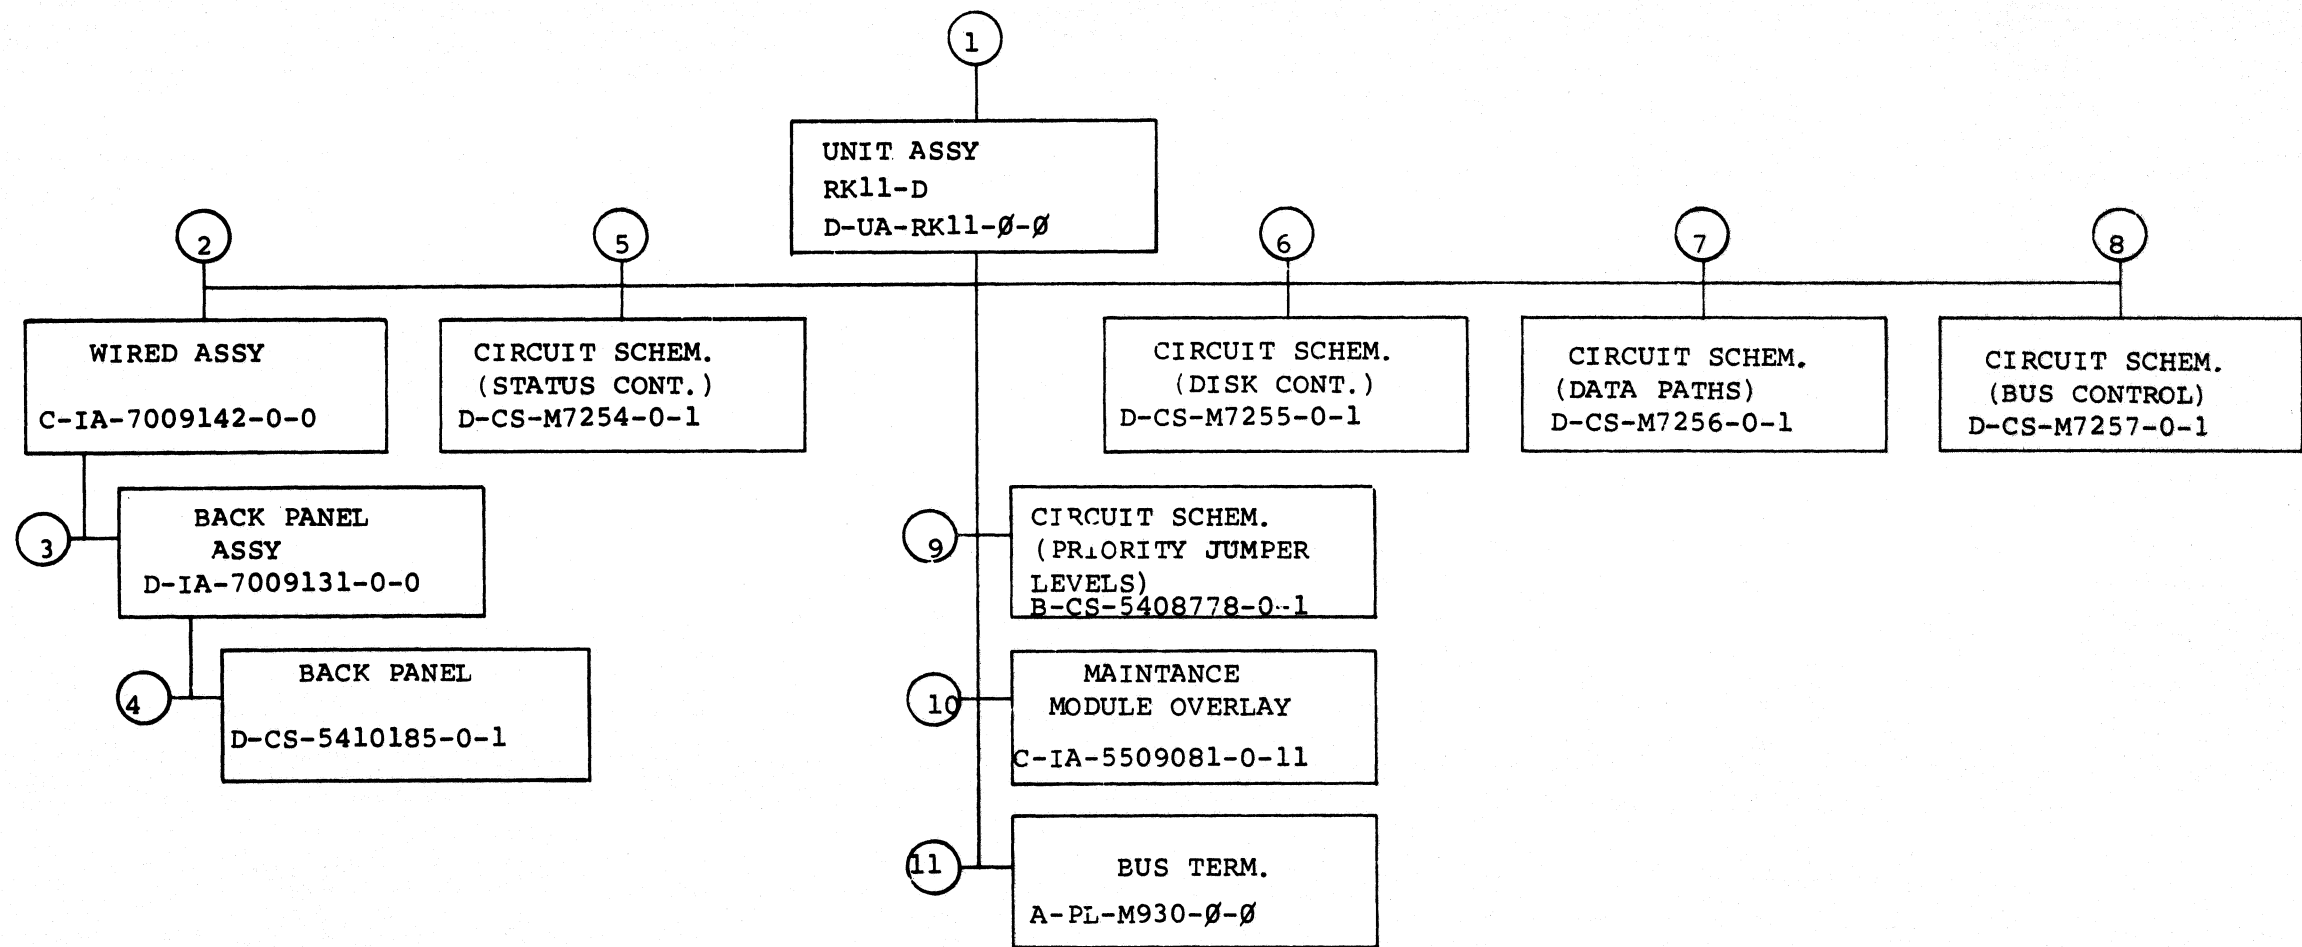 1
UNIT ASSY
RK11-D
D-UA-RK11-Ø-Ø
2
5
6
7
8
WIRED ASSY
C-IA-7009142-0-0
CIRCUIT SCHEM.
(STATUS CONT.)
D-CS-M7254-0-1
CIRCUIT SCHEM.
(DISK CONT.)
D-CS-M7255-0-1
CIRCUIT SCHEM.
(DATA PATHS)
D-CS-M7256-0-1
CIRCUIT SCHEM.
(BUS CONTROL)
D-CS-M7257-0-1
3
BACK PANEL
ASSY
D-IA-7009131-0-0
4
BACK PANEL
D-CS-5410185-0-1
9
CIRCUIT SCHEM.
(PRIORITY JUMPER
LEVELS)
B-CS-5408778-0-1
10
MAINTANCE
MODULE OVERLAY
C-IA-5509081-0-11
11
BUS TERM.
A-PL-M930-Ø-Ø